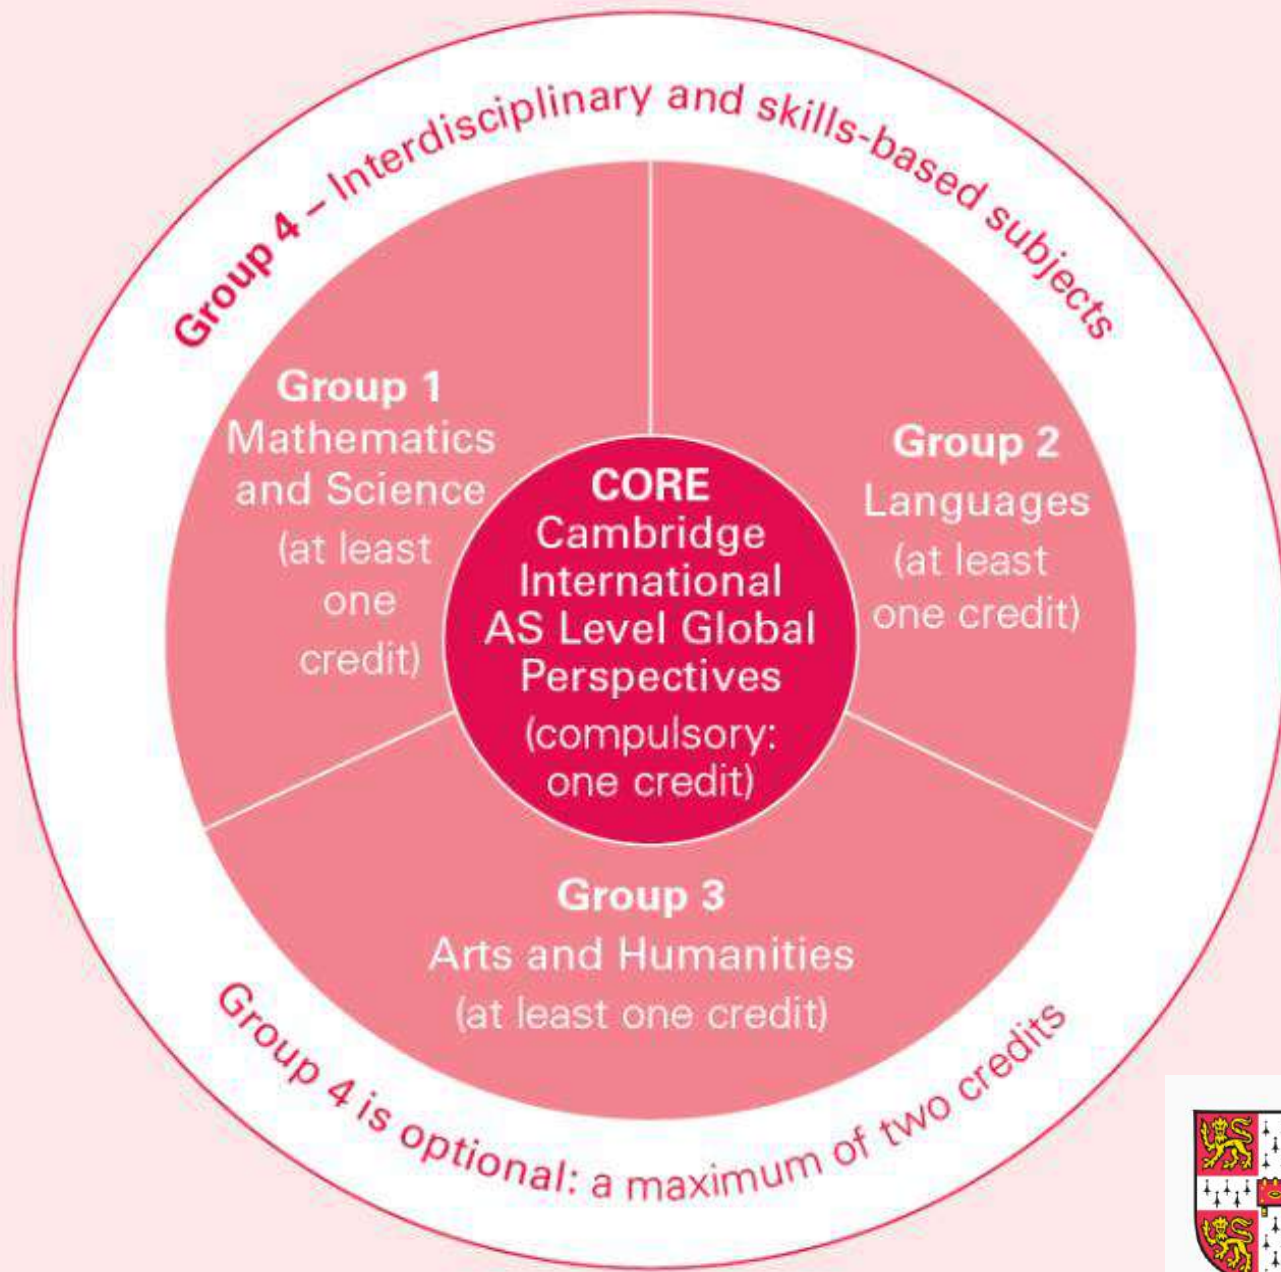 Group 4 – Interdisciplinary and skills-based subjects
Group 1
Mathematics
and Science
(at least
one
credit)
Group 2
Languages
(at least
one credit)
CORE
Cambridge
International
AS Level Global
Perspectives
(compulsory:
one credit)
Group 3
Arts and Humanities
(at least one credit)
Group 4 is optional: a maximum of two credits